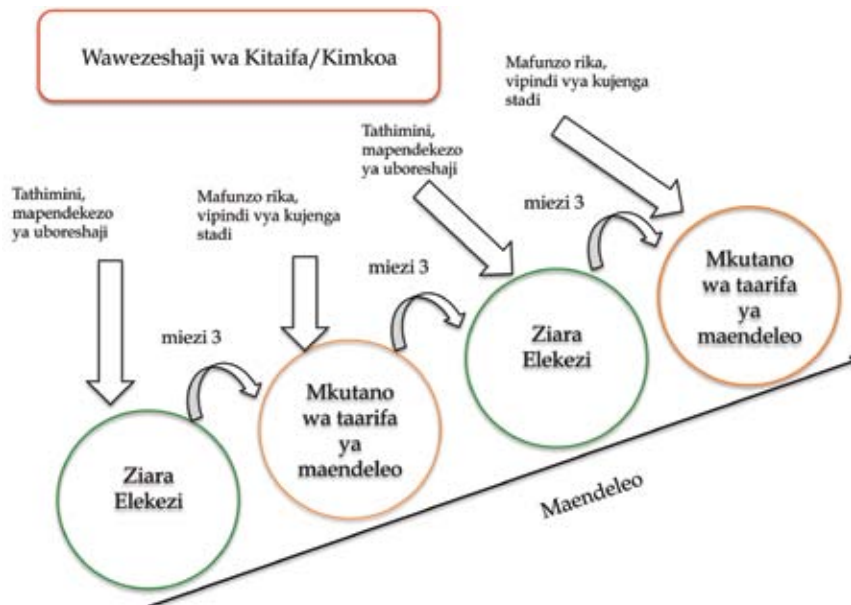 Wawezeshaji wa Kitaifa/Kimkoa
Mafunzo rika,
vipindi vya kujenga
stadi
Tathimini,
mapendekezo
ya uboreshaji
Tathimini,
mapendekezo
ya uboreshaji
Mafunzo rika,
vipindi vya kujenga
stadi
miezi 3
miezi 3
miezi 3
Mkutano
wa taarifa
ya
maendeleo
Ziara
Elekezi
Mkutano
wa taarifa
ya
maendeleo
Ziara
Elekezi
Maendeleo